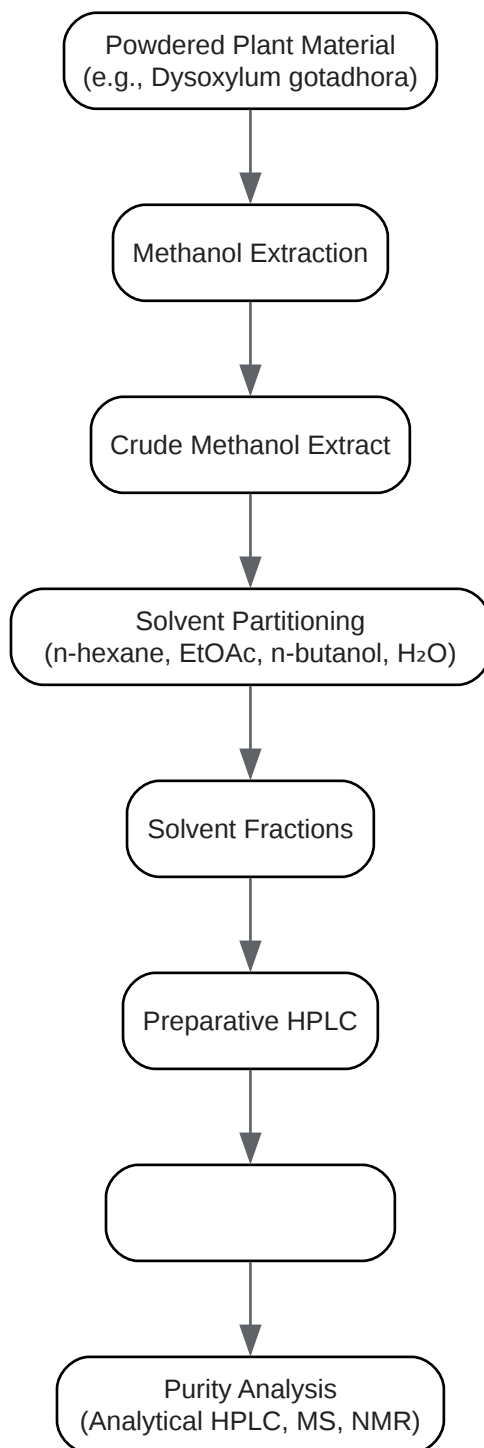 Powdered Plant Material
(e.g., Dysoxylum gotadhora)
Methanol Extraction
Crude Methanol Extract
Solvent Partitioning
(n-hexane, EtOAc, n-butanol, H₂O)
Solvent Fractions
Preparative HPLC
Purity Analysis
(Analytical HPLC, MS, NMR)